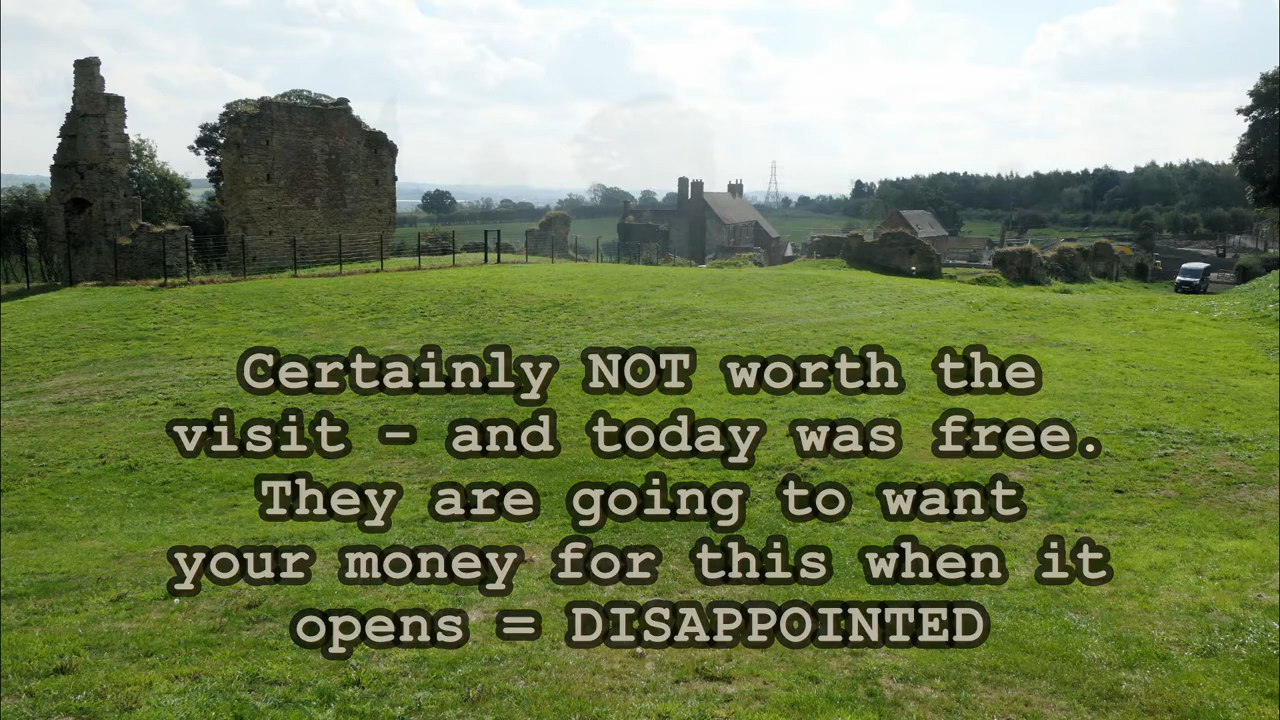 Certainly NOT worth the
visit - and today was free.
They are going to want
your money for this when it
opens = DISAPPOINTED